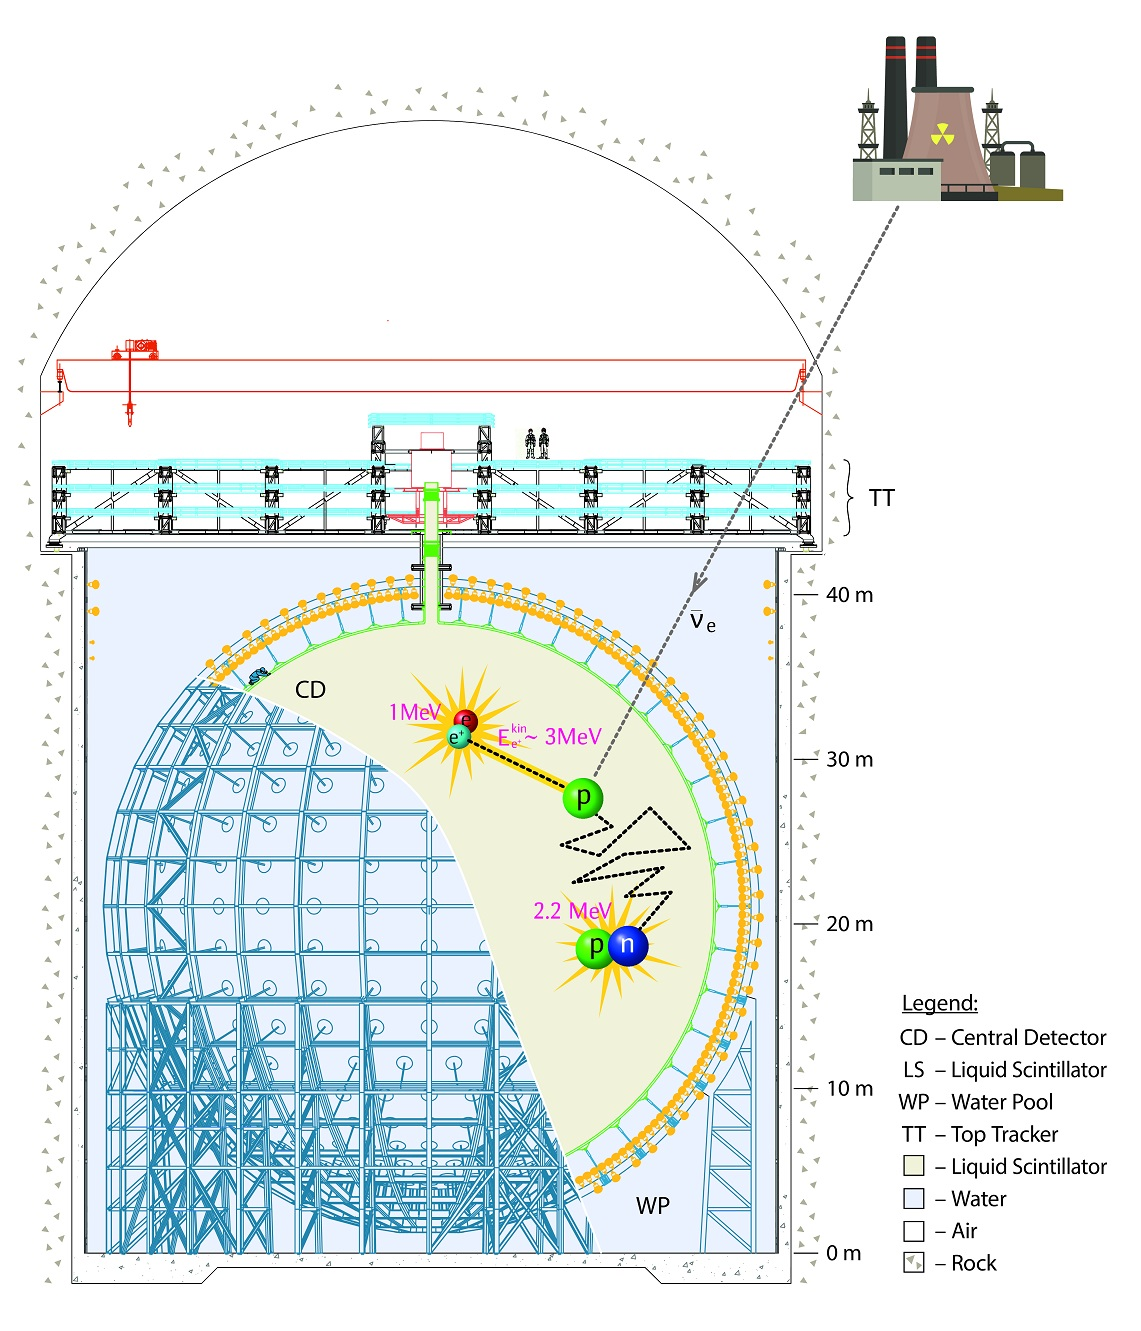 TT
40 m
ν̅e
CD
1MeV
e
e⁺
Eₑ₊ᵏⁱⁿ~ 3MeV
30 m
p
2.2 MeV
20 m
p
n
Legend:
CD – Central Detector
LS – Liquid Scintillator
10 m
WP – Water Pool
TT – Top Tracker
– Liquid Scintillator
WP
– Water
– Air
0 m
– Rock